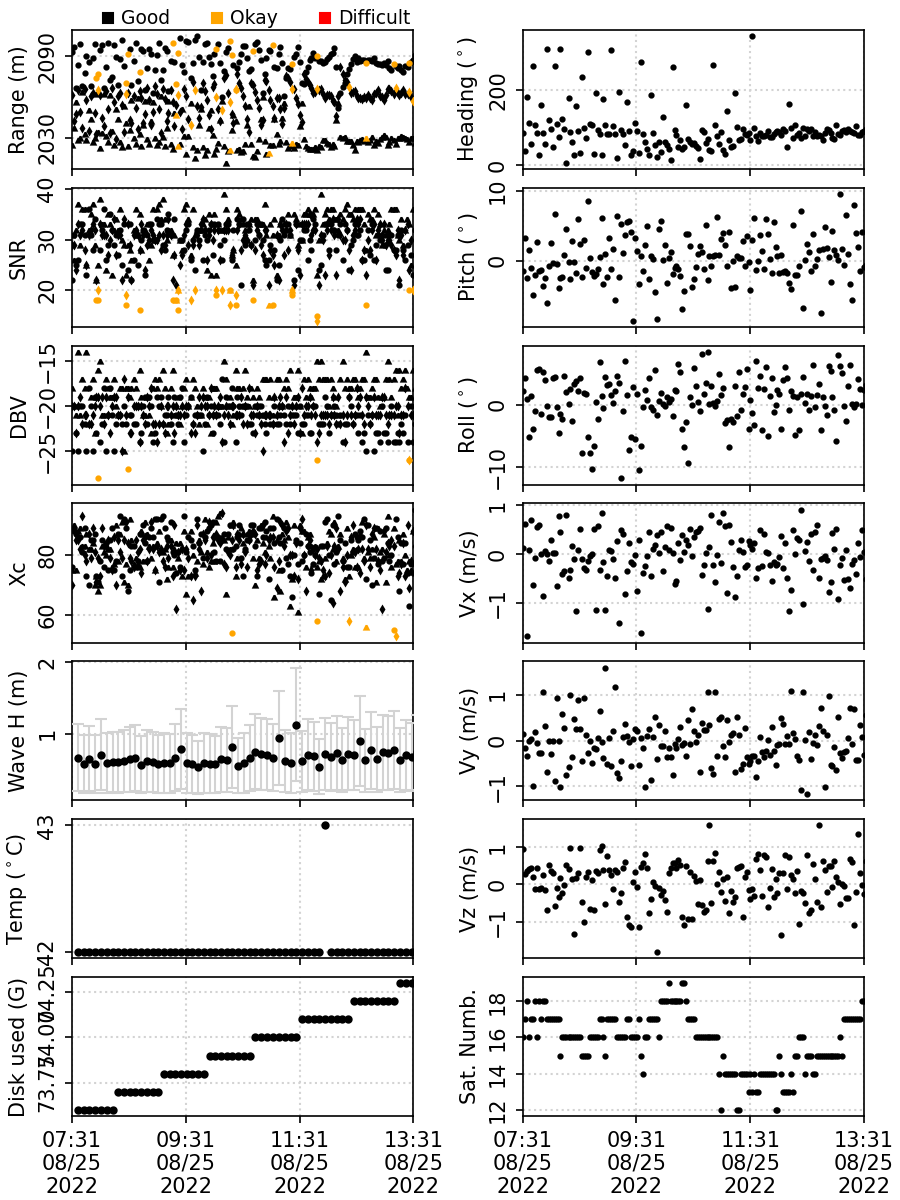 Good Okay Difficult
Range (m)
2090
2030
Heading (°)
200
0
SNR
40
30
20
Pitch (°)
10
0
DBV
−15
−20
−25
Roll (°)
0
−10
Xc
80
60
Vx (m/s)
1
0
−1
Wave H (m)
2
1
Vy (m/s)
1
0
−1
Temp (°C)
43
42
Vz (m/s)
1
0
−1
Disk used (G)
74.25
74.00
73.75
Sat. Numb.
18
16
14
12
07:31 09:31 11:31 13:31 07:31 09:31 11:31 13:31
08/25 08/25 08/25 08/25 08/25 08/25 08/25 08/25
2022 2022 2022 2022 2022 2022 2022 2022